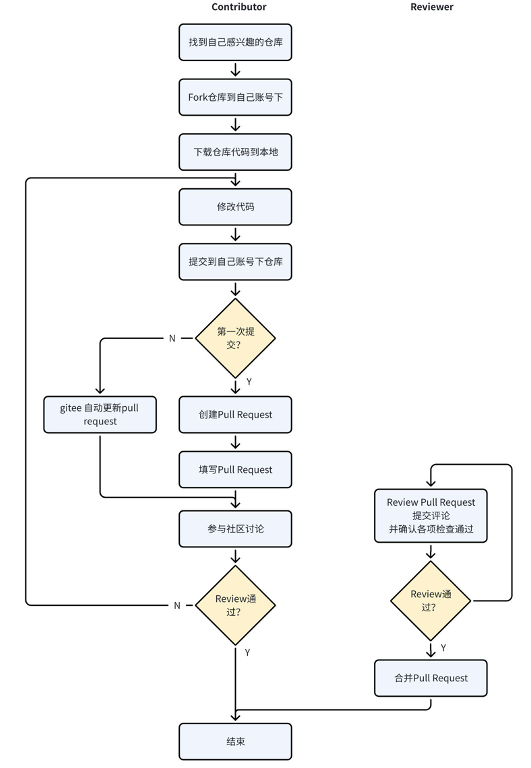 Contributor
Reviewer
找到自己感兴趣的仓库
Fork仓库到自己账号下
下载仓库代码到本地
修改代码
提交到自己账号下仓库
第一次提
交?
N
Y
gitee 自动更新pull
request
创建Pull Request
填写Pull Request
参与社区讨论
Review通
过?
N
Y
Review Pull Request
提交评论
并确认各项检查通过
Review通
过?
Y
合并Pull Request
结束